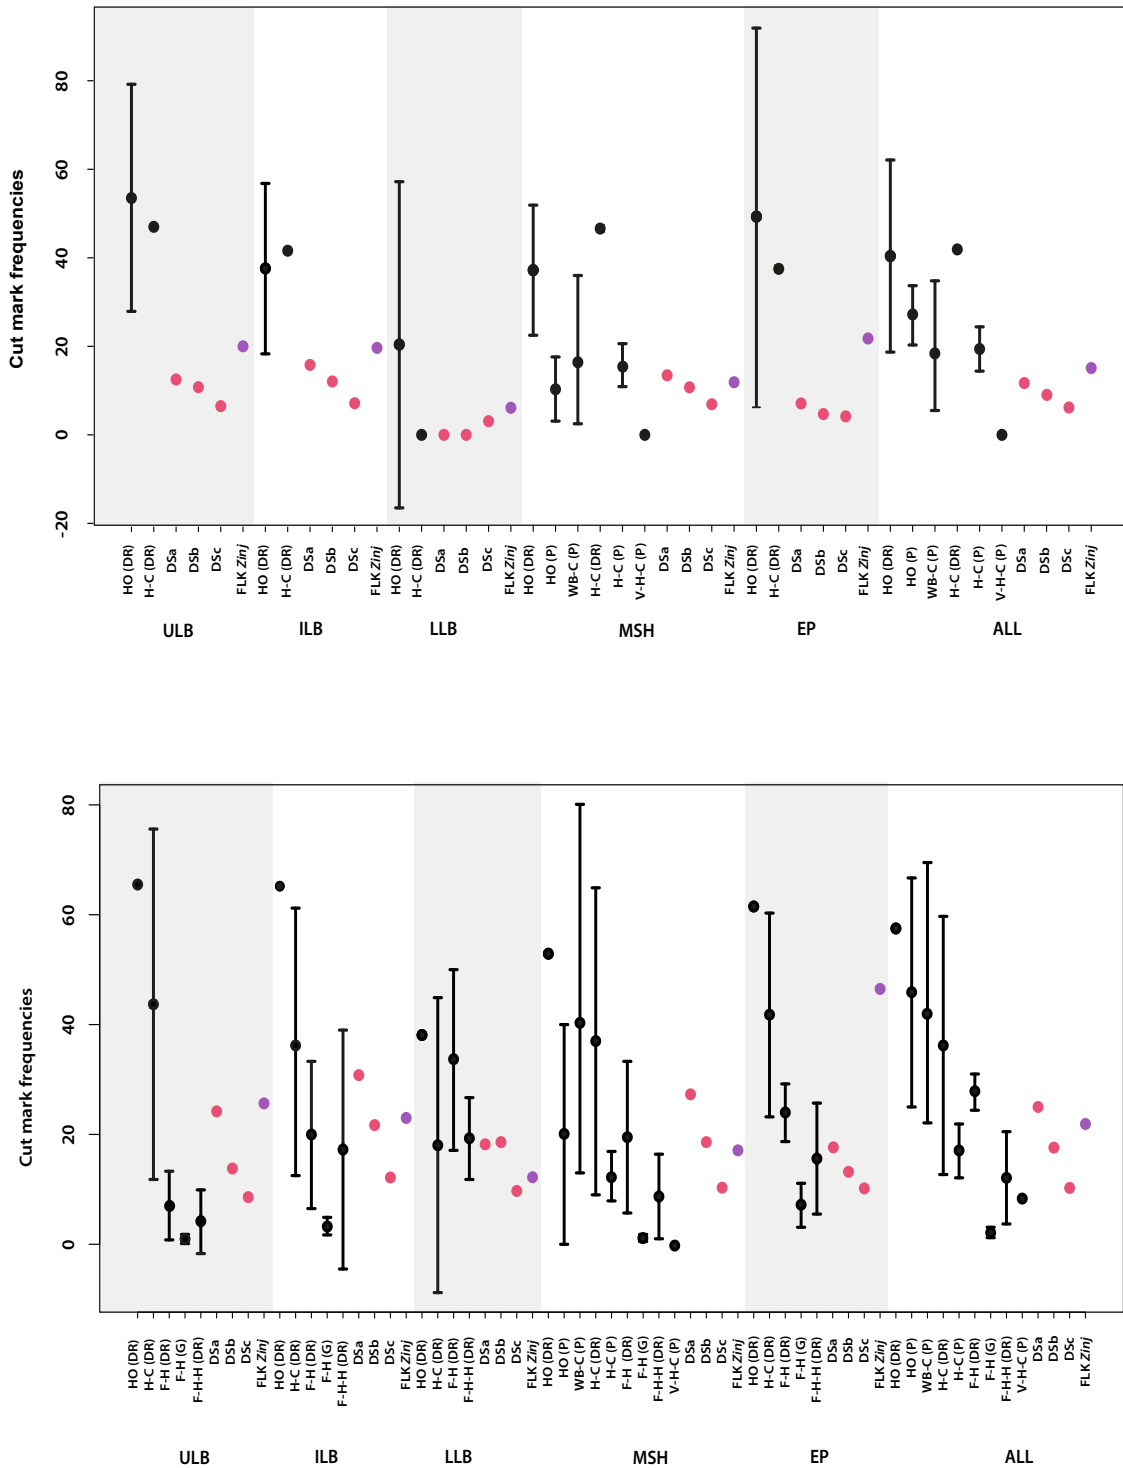 Cut mark frequencies
80
60
40
20
0
-20
HO (DR)
H-C (DR)
DSa
DSb
DSc
FLK Zinj
HO (DR)
H-C (DR)
DSa
DSb
DSc
FLK Zinj
HO (DR)
H-C (DR)
DSa
DSb
DSc
FLK Zinj
HO (DR)
HO (P)
WB-C (P)
H-C (DR)
H-C (P)
V-H-C (P)
DSa
DSb
DSc
FLK Zinj
HO (DR)
H-C (DR)
DSa
DSb
DSc
FLK Zinj
HO (DR)
HO (P)
WB-C (P)
H-C (DR)
H-C (P)
V-H-C (P)
DSa
DSb
DSc
FLK Zinj
ULB ILB LLB MSH EP ALL
Cut mark frequencies
80
60
40
20
0
HO (DR)
H-C (DR)
F-H (DR)
F-H (G)
F-H-H (DR)
DSa
DSb
DSc
FLK Zinj
HO (DR)
H-C (DR)
F-H (DR)
F-H (G)
F-H-H (DR)
DSa
DSb
DSc
FLK Zinj
HO (DR)
H-C (DR)
F-H (DR)
F-H-H (DR)
DSa
DSb
DSc
FLK Zinj
HO (DR)
HO (P)
WB-C (P)
H-C (DR)
H-C (P)
F-H (DR)
F-H (G)
F-H-H (DR)
V-H-C (P)
DSa
DSb
DSc
FLK Zinj
HO (DR)
H-C (DR)
F-H (DR)
F-H (G)
F-H-H (DR)
DSa
DSb
DSc
FLK Zinj
HO (DR)
HO (P)
WB-C (P)
H-C (DR)
H-C (P)
F-H (DR)
F-H (G)
F-H-H (DR)
V-H-C (P)
DSa
DSb
DSc
FLK Zinj
ULB ILB LLB MSH EP ALL